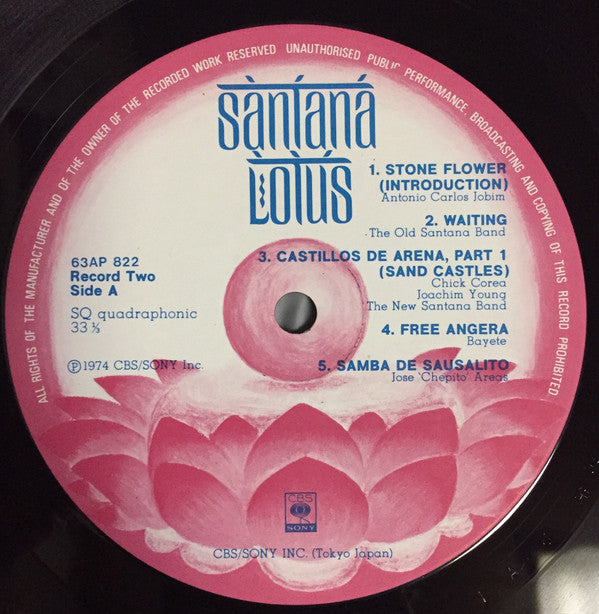 ALL RIGHTS OF THE MANUFACTURER AND OF THE OWNER OF THE RECORDED WORK RESERVED UNAUTHORISED PUBLIC PERFORMANCE, BROADCASTING AND COPYING OF THIS RECORD PROHIBITED
Sàntaná
Lotús
1. STONE FLOWER
(INTRODUCTION)
Antonio Carlos Jobim
2. WAITING
The Old Santana Band
3. CASTILLOS DE ARENA, PART 1
(SAND CASTLES)
Chick Corea
Joachim Young
The New Santana Band
4. FREE ANGERA
Bayete
5. SAMBA DE SAUSALITO
Jose 'Chepito' Areas
63AP 822
Record Two
Side A
SQ quadraphonic
33 ⅓
Ⓟ1974 CBS/SONY Inc.
CBS
SONY
CBS/SONY INC. (Tokyo Japan)